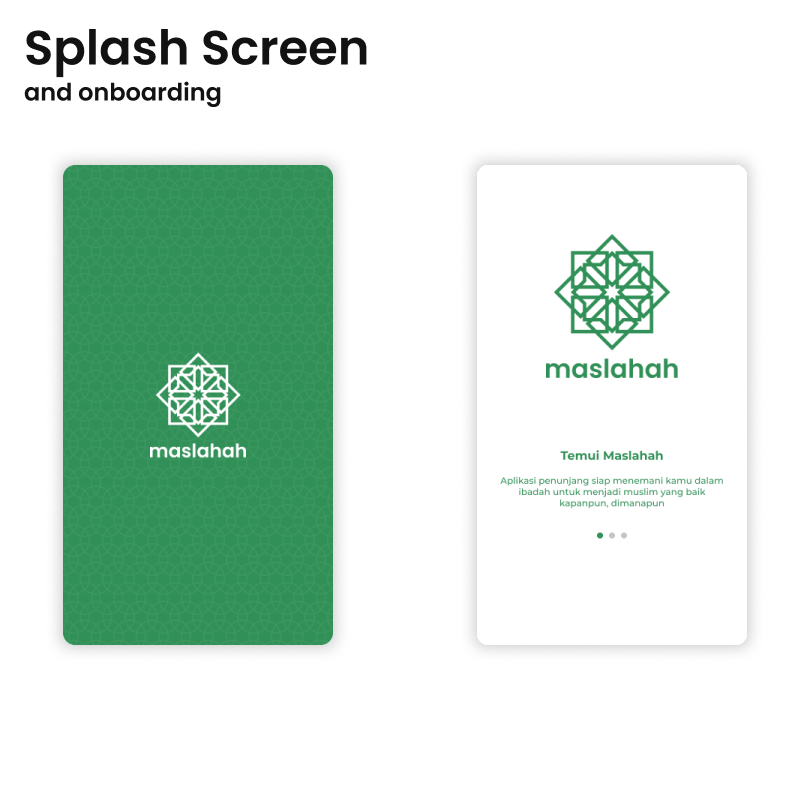 Splash Screen
and onboarding
maslahah
maslahah
Temui Maslahah
Aplikasi penunjang siap menemani kamu dalam
ibadah untuk menjadi muslim yang baik
kapanpun, dimanapun